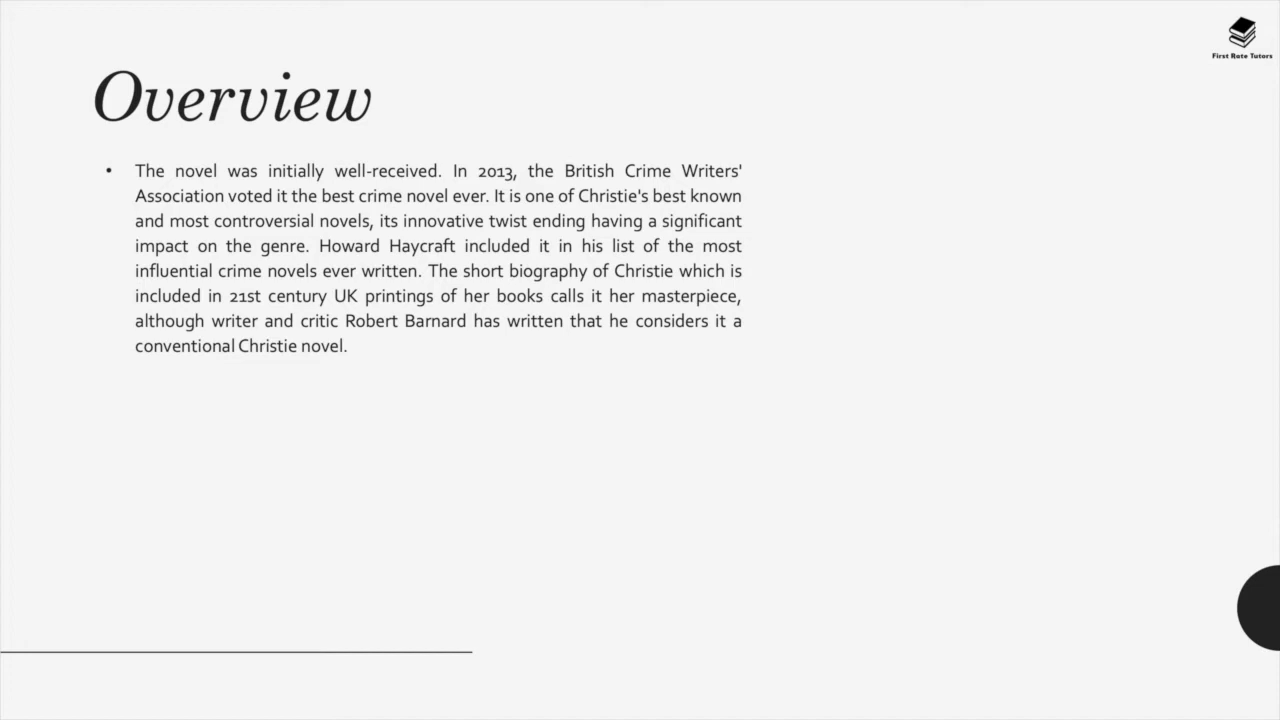 First Rate Tutors
Overview
• The novel was initially well-received. In 2013, the British Crime Writers'
Association voted it the best crime novel ever. It is one of Christie's best known
and most controversial novels, its innovative twist ending having a significant
impact on the genre. Howard Haycraft included it in his list of the most
influential crime novels ever written. The short biography of Christie which is
included in 21st century UK printings of her books calls it her masterpiece,
although writer and critic Robert Barnard has written that he considers it a
conventional Christie novel.